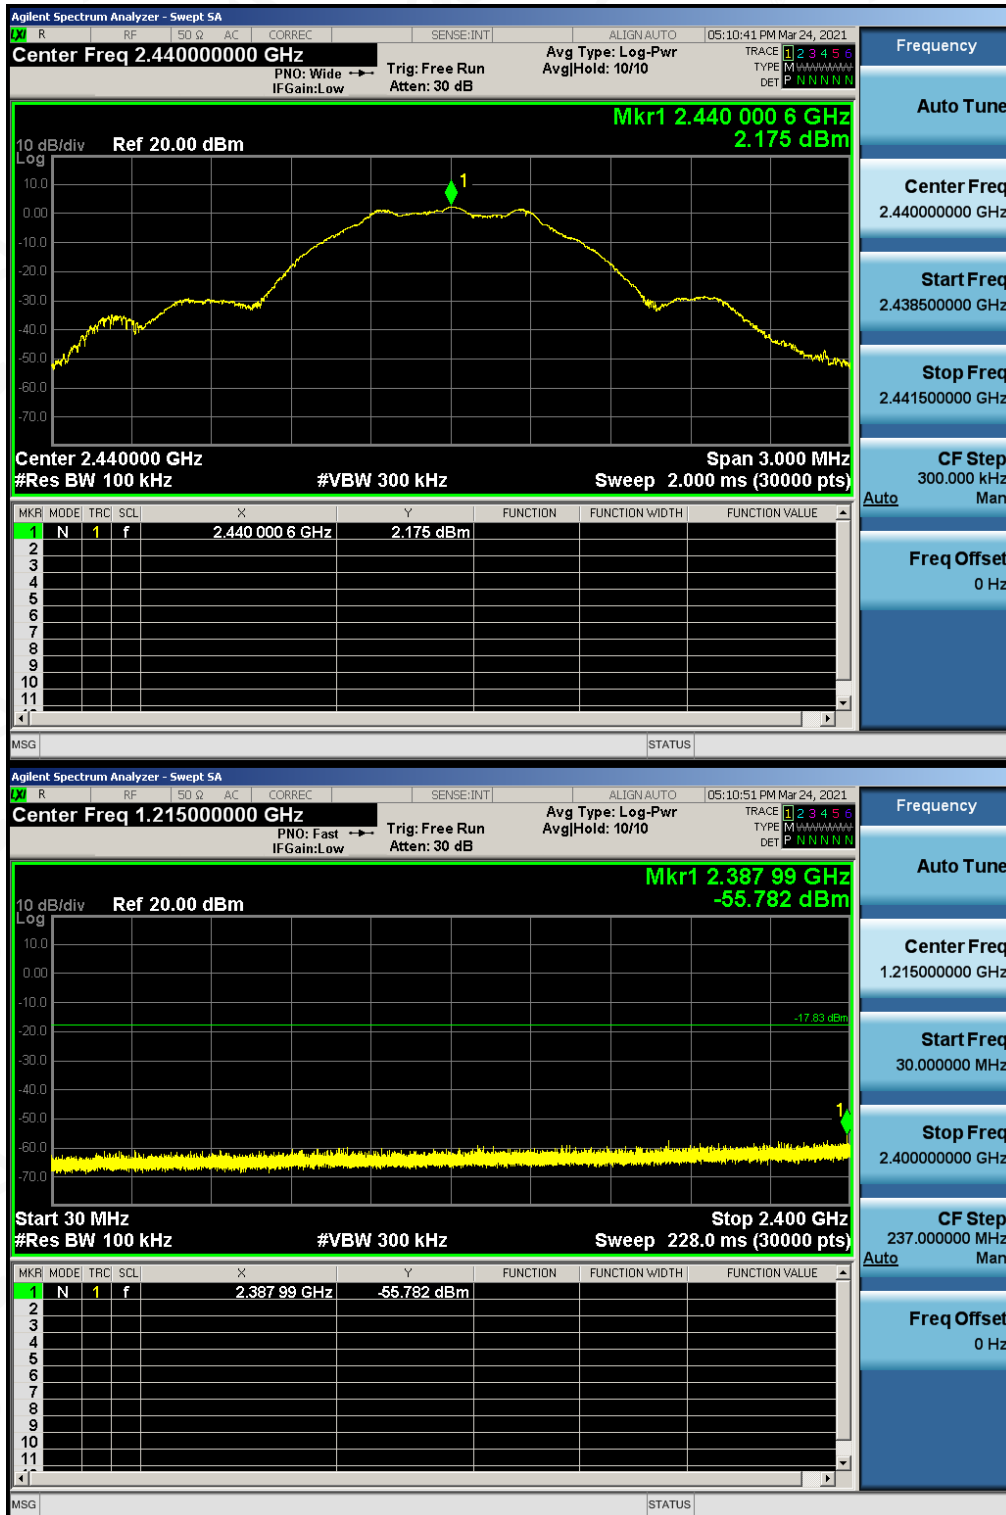 Agilent Spectrum Analyzer - Swept SA
LXI R RF 50 Ω AC CORREC SENSE:INT ALIGN AUTO 05:10:41 PM Mar 24, 2021
Center Freq 2.440000000 GHz
PNO: Wide
IFGain:Low
Trig: Free Run
Atten: 30 dB
Avg Type: Log-Pwr
Avg|Hold: 10/10
TRACE 1 2 3 4 5 6
TYPE M WWWWW
DET P N N N N N
Mkr1 2.440 000 6 GHz
2.175 dBm
10 dB/div Ref 20.00 dBm
Log
10.0
0.00
-10.0
-20.0
-30.0
-40.0
-50.0
-60.0
-70.0
1
Center 2.440000 GHz Span 3.000 MHz
#Res BW 100 kHz #VBW 300 kHz Sweep 2.000 ms (30000 pts)
MKR MODE TRC SCL X Y FUNCTION FUNCTION WIDTH FUNCTION VALUE
1 N 1 f 2.440 000 6 GHz 2.175 dBm
2
3
4
5
6
7
8
9
10
11
MSG STATUS
Frequency
Auto Tune
Center Freq
2.440000000 GHz
Start Freq
2.438500000 GHz
Stop Freq
2.441500000 GHz
CF Step
300.000 kHz
Auto Man
Freq Offset
0 Hz
Agilent Spectrum Analyzer - Swept SA
LXI R RF 50 Ω AC CORREC SENSE:INT ALIGN AUTO 05:10:51 PM Mar 24, 2021
Center Freq 1.215000000 GHz
PNO: Fast
IFGain:Low
Trig: Free Run
Atten: 30 dB
Avg Type: Log-Pwr
Avg|Hold: 10/10
TRACE 1 2 3 4 5 6
TYPE M WWWWW
DET P N N N N N
Mkr1 2.387 99 GHz
-55.782 dBm
10 dB/div Ref 20.00 dBm
Log
10.0
0.00
-10.0
-20.0
-30.0
-40.0
-50.0
-60.0
-70.0
-17.83 dBm
1
Start 30 MHz Stop 2.400 GHz
#Res BW 100 kHz #VBW 300 kHz Sweep 228.0 ms (30000 pts)
MKR MODE TRC SCL X Y FUNCTION FUNCTION WIDTH FUNCTION VALUE
1 N 1 f 2.387 99 GHz -55.782 dBm
2
3
4
5
6
7
8
9
10
11
MSG STATUS
Frequency
Auto Tune
Center Freq
1.215000000 GHz
Start Freq
30.000000 MHz
Stop Freq
2.400000000 GHz
CF Step
237.000000 MHz
Auto Man
Freq Offset
0 Hz